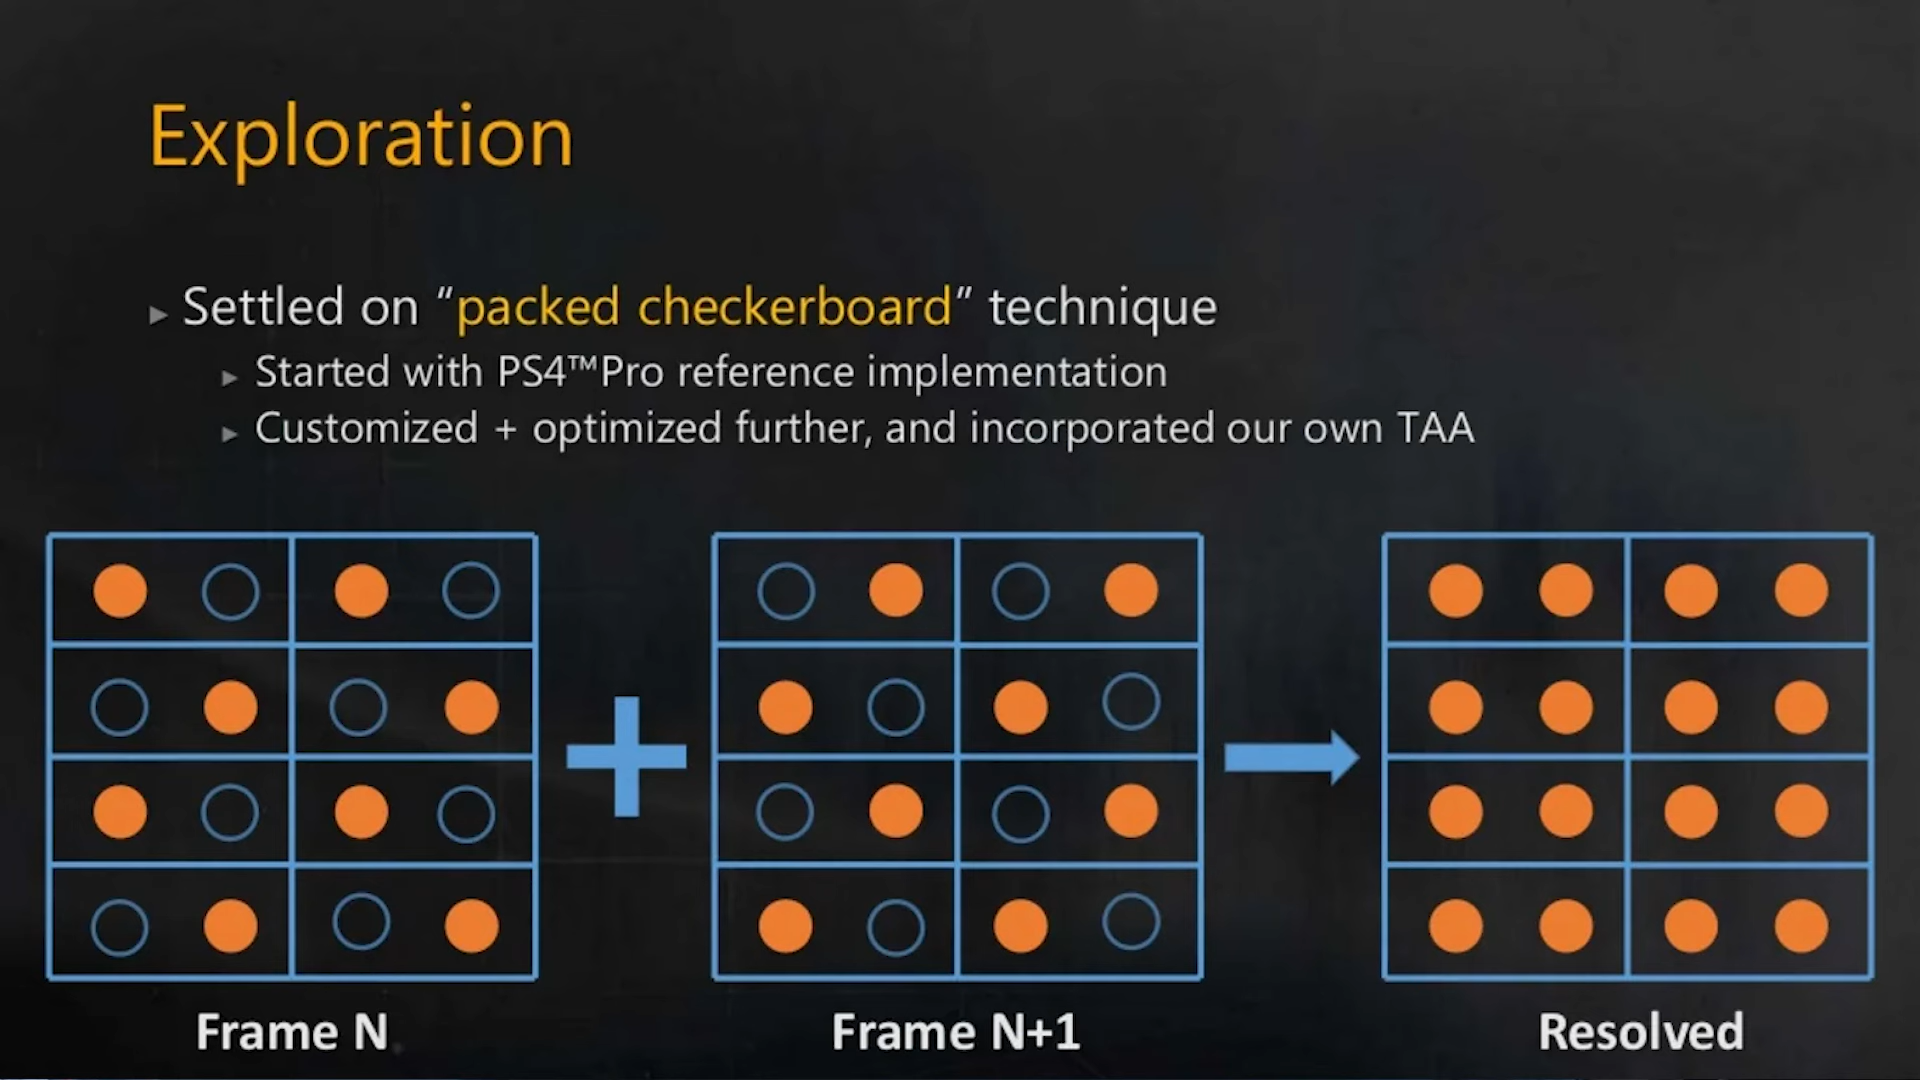 Exploration
Settled on “packed checkerboard” technique
Started with PS4™Pro reference implementation
Customized + optimized further, and incorporated our own TAA
Frame N
Frame N+1
Resolved